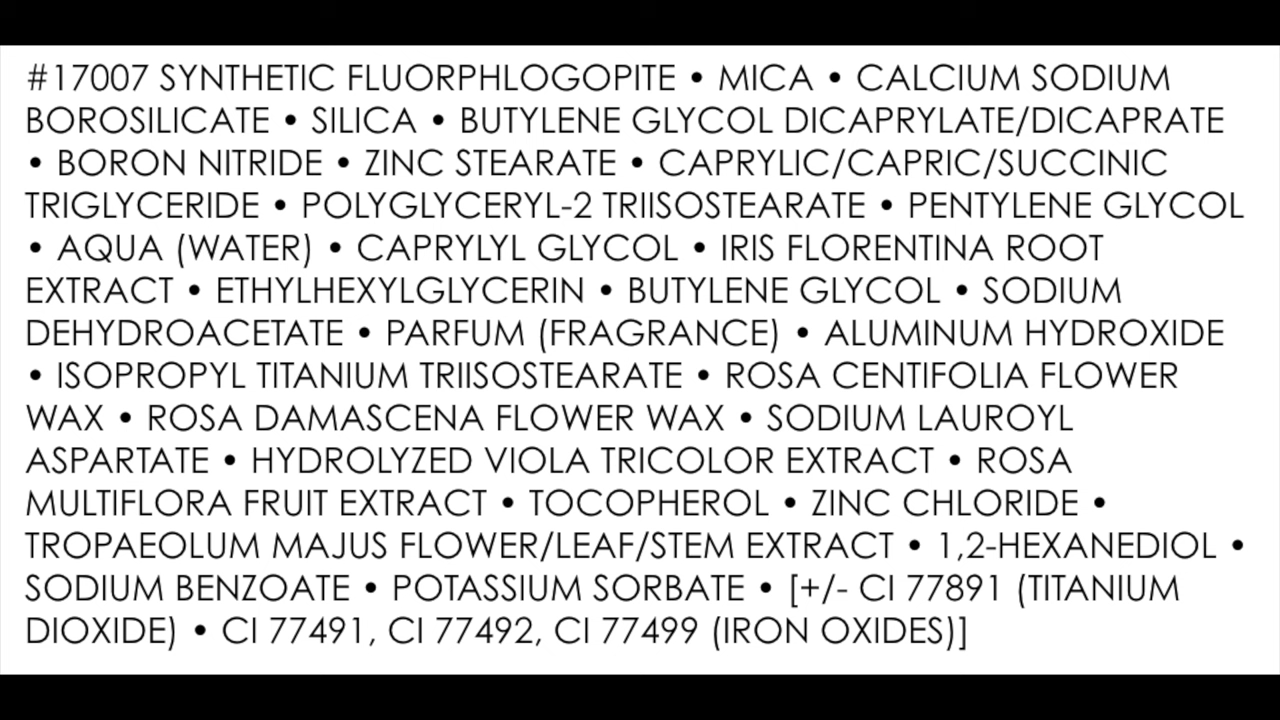 #17007 SYNTHETIC FLUORPHLOGOPITE • MICA • CALCIUM SODIUM
BOROSILICATE • SILICA • BUTYLENE GLYCOL DICAPRYLATE/DICAPRATE
• BORON NITRIDE • ZINC STEARATE • CAPRYLIC/CAPRIC/SUCCINIC
TRIGLYCERIDE • POLYGLYCERYL-2 TRIISOSTEARATE • PENTYLENE GLYCOL
• AQUA (WATER) • CAPRYLYL GLYCOL • IRIS FLORENTINA ROOT
EXTRACT • ETHYLHEXYLGLYCERIN • BUTYLENE GLYCOL • SODIUM
DEHYDROACETATE • PARFUM (FRAGRANCE) • ALUMINUM HYDROXIDE
• ISOPROPYL TITANIUM TRIISOSTEARATE • ROSA CENTIFOLIA FLOWER
WAX • ROSA DAMASCENA FLOWER WAX • SODIUM LAUROYL
ASPARTATE • HYDROLYZED VIOLA TRICOLOR EXTRACT • ROSA
MULTIFLORA FRUIT EXTRACT • TOCOPHEROL • ZINC CHLORIDE •
TROPAEOLUM MAJUS FLOWER/LEAF/STEM EXTRACT • 1,2-HEXANEDIOL •
SODIUM BENZOATE • POTASSIUM SORBATE • [+/- CI 77891 (TITANIUM
DIOXIDE) • CI 77491, CI 77492, CI 77499 (IRON OXIDES)]